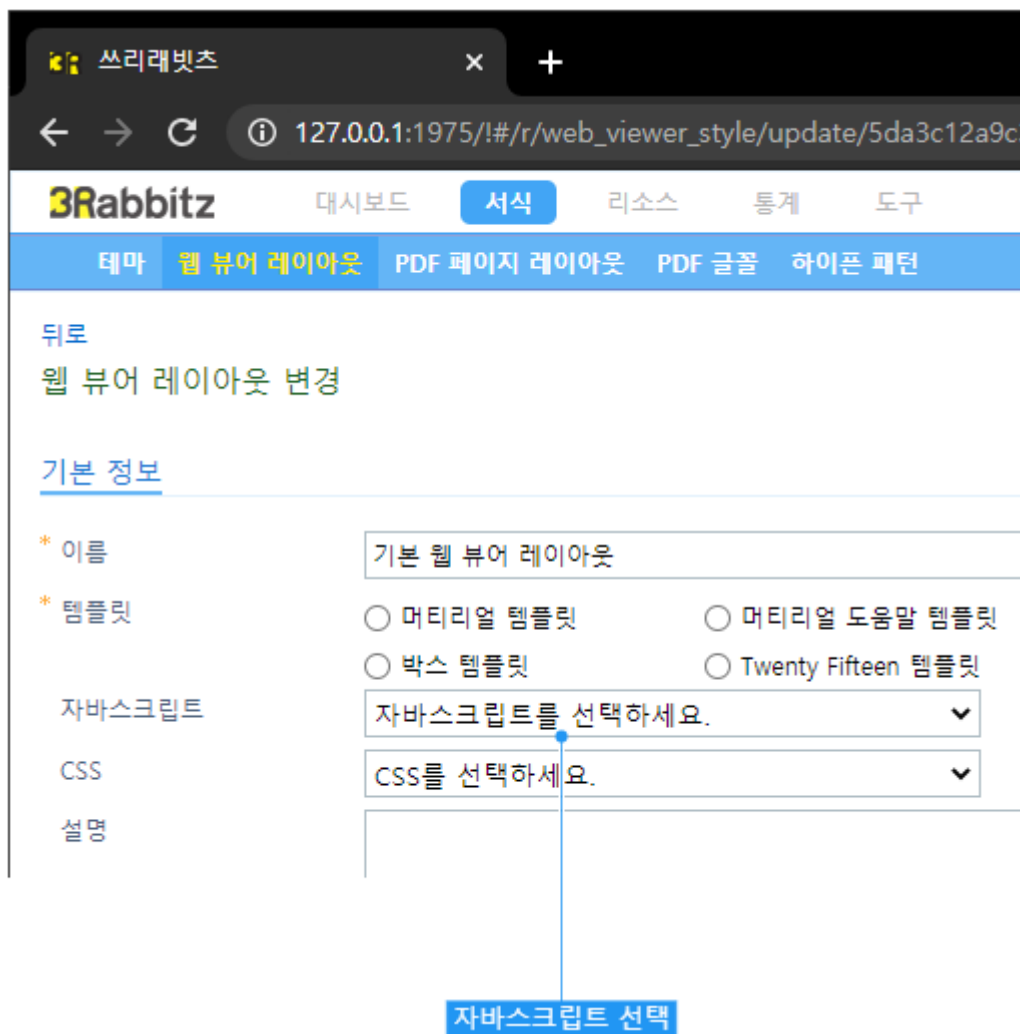 쓰리래빗츠
127.0.0.1:1975/!#/r/web_viewer_style/update/5da3c12a9c
3Rabbitz 대시보드 서식 리소스 통계 도구
테마 웹 뷰어 레이아웃 PDF 페이지 레이아웃 PDF 글꼴 하이픈 패턴
뒤로
웹 뷰어 레이아웃 변경
기본 정보
* 이름 기본 웹 뷰어 레이아웃
* 템플릿 머티리얼 템플릿 머티리얼 도움말 템플릿
박스 템플릿 Twenty Fifteen 템플릿
자바스크립트 자바스크립트를 선택하세요.
CSS CSS를 선택하세요.
설명
자바스크립트 선택